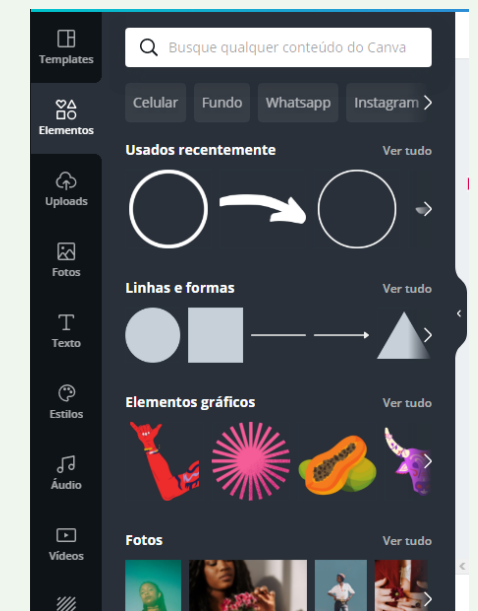 Templates
Elementos
Uploads
Fotos
Texto
Estilos
Áudio
Vídeos
Busque qualquer conteúdo do Canva
Celular Fundo Whatsapp Instagram
Usados recentemente Ver tudo
Linhas e formas Ver tudo
Elementos gráficos Ver tudo
Fotos Ver tudo